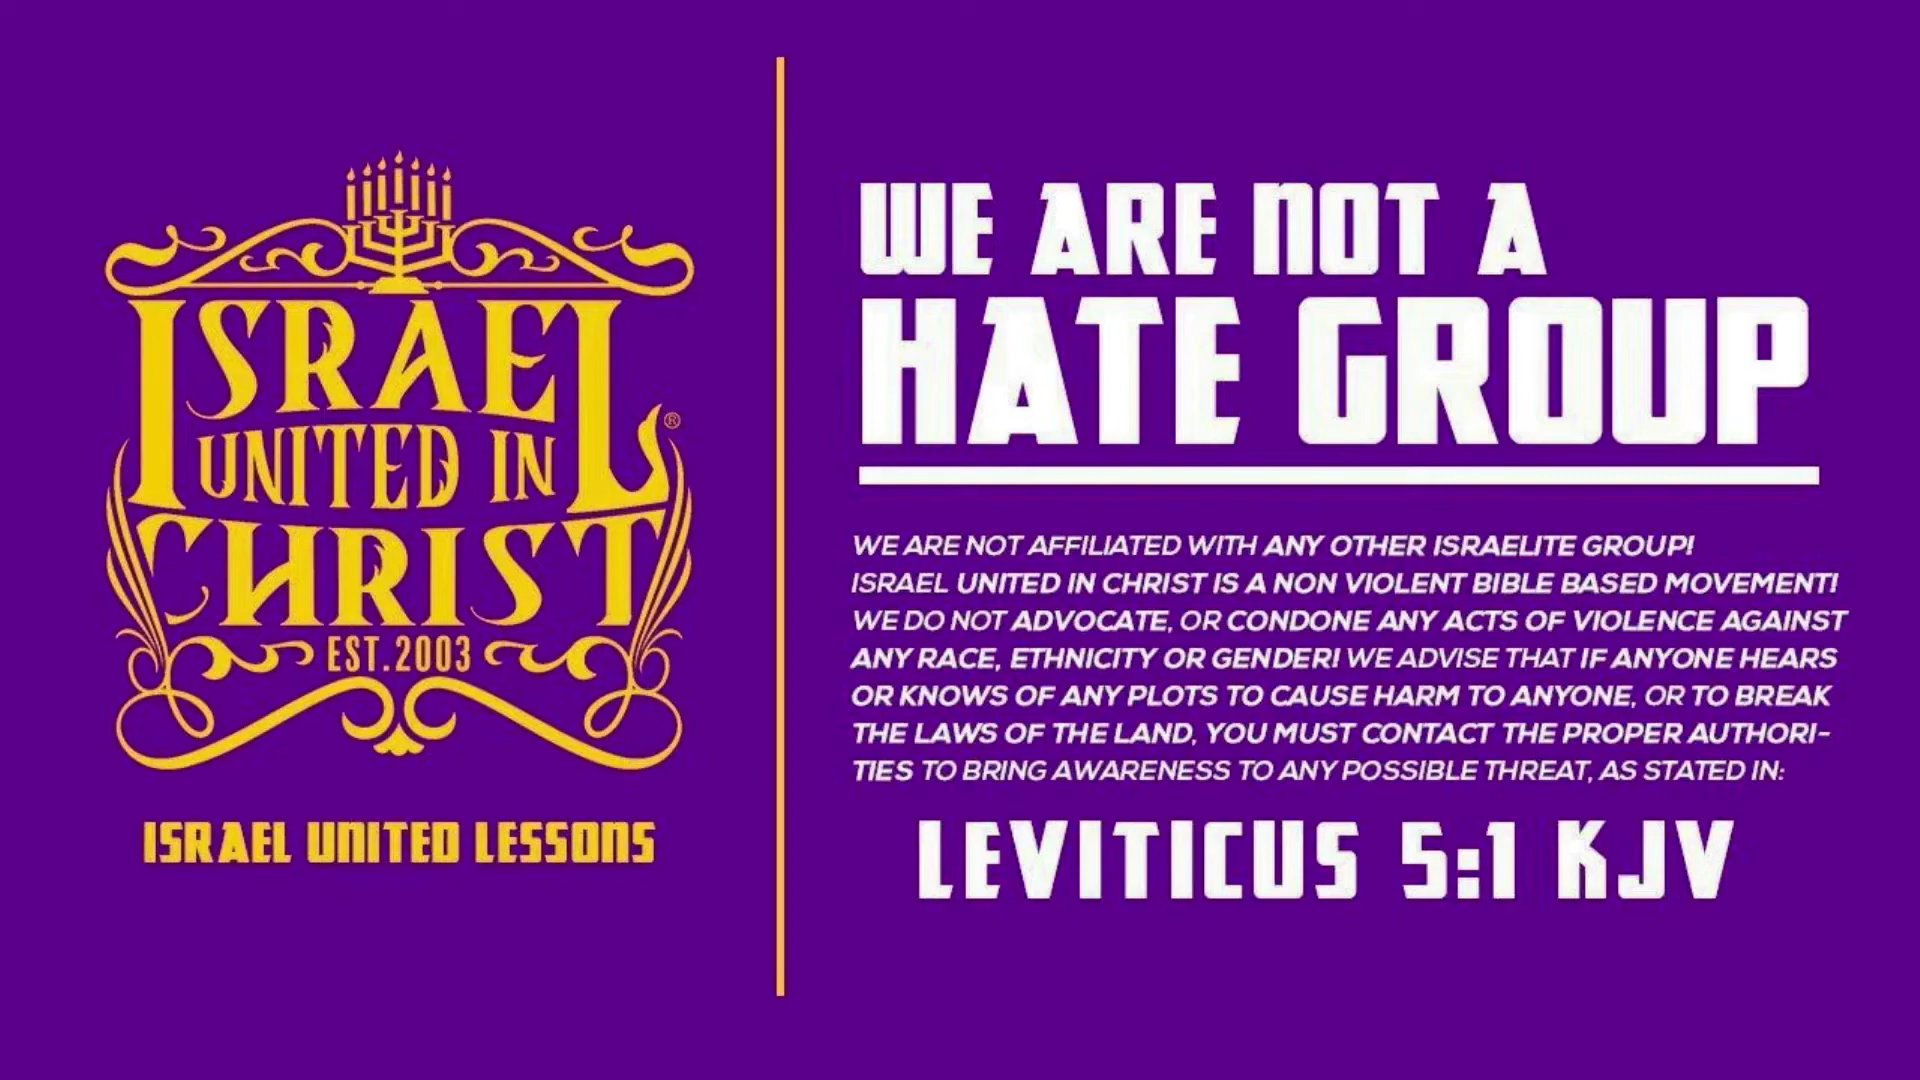 ISRAEL
UNITED IN
CHRIST
®
EST. 2003
ISRAEL UNITED LESSONS
WE ARE NOT A
HATE GROUP
WE ARE NOT AFFILIATED WITH ANY OTHER ISRAELITE GROUP!
ISRAEL UNITED IN CHRIST IS A NON VIOLENT BIBLE BASED MOVEMENT!
WE DO NOT ADVOCATE, OR CONDONE ANY ACTS OF VIOLENCE AGAINST
ANY RACE, ETHNICITY OR GENDER! WE ADVISE THAT IF ANYONE HEARS
OR KNOWS OF ANY PLOTS TO CAUSE HARM TO ANYONE, OR TO BREAK
THE LAWS OF THE LAND, YOU MUST CONTACT THE PROPER AUTHORI-
TIES TO BRING AWARENESS TO ANY POSSIBLE THREAT, AS STATED IN:
LEVITICUS 5:1 KJV